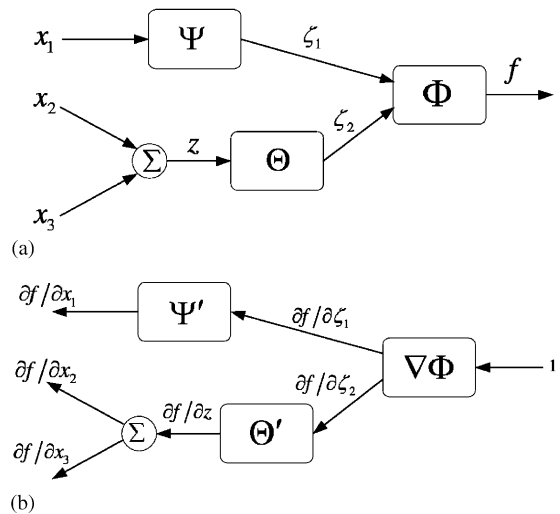 x₁ Ψ ζ₁
f
Φ
x₂ ζ₂
Σ z Θ
x₃
(a)
∂f/∂x₁ Ψ′ ∂f/∂ζ₁
∇Φ 1
∂f/∂x₂ ∂f/∂ζ₂
∂f/∂z
Σ Θ′
∂f/∂x₃
(b)